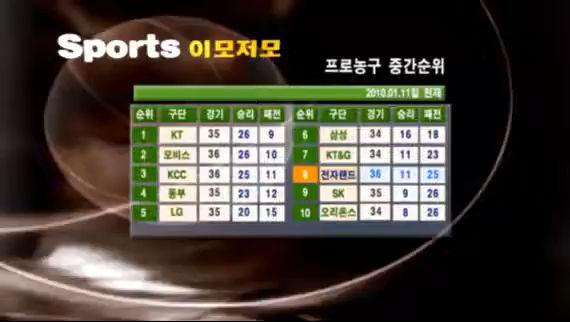 Sports 이모저모
프로농구 중간순위
2010.01.11일 현재
순위 구단 경기 승리 패전 순위 구단 경기 승리 패전
1 KT 35 26 9 6 삼성 34 16 18
2 모비스 36 26 10 7 KT&G 34 11 23
3 KCC 36 25 11 8 전자랜드 36 11 25
4 동부 35 23 12 9 SK 35 9 26
5 LG 35 20 15 10 오리온스 34 8 26